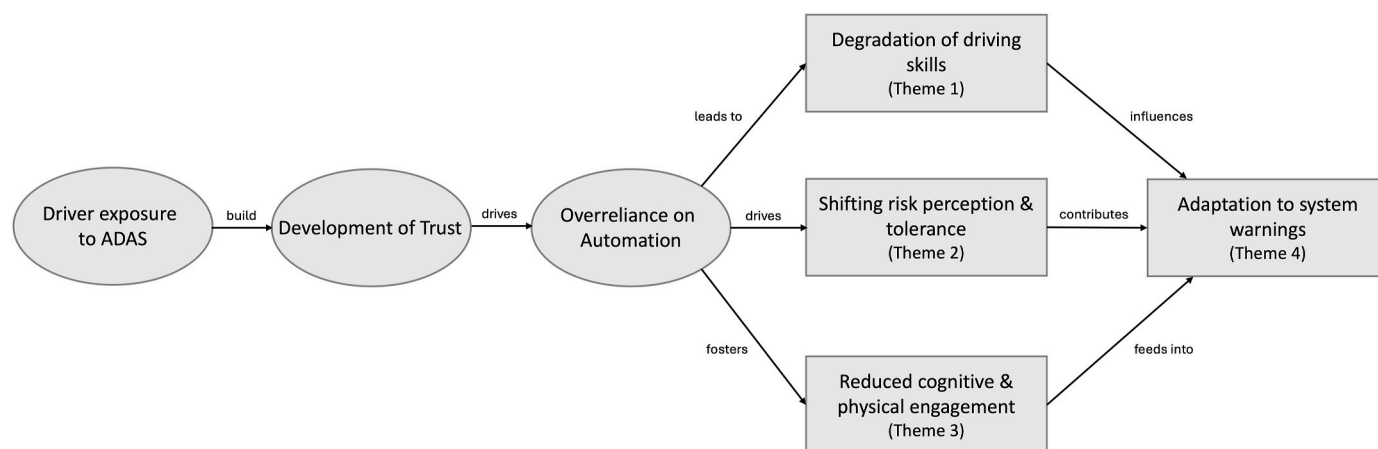 Degradation of driving
skills
(Theme 1)
leads to
influences
Driver exposure
to ADAS
build
Development of Trust
drives
Overreliance on
Automation
drives
Shifting risk perception &
tolerance
(Theme 2)
contributes
Adaptation to system
warnings
(Theme 4)
fosters
feeds into
Reduced cognitive &
physical engagement
(Theme 3)